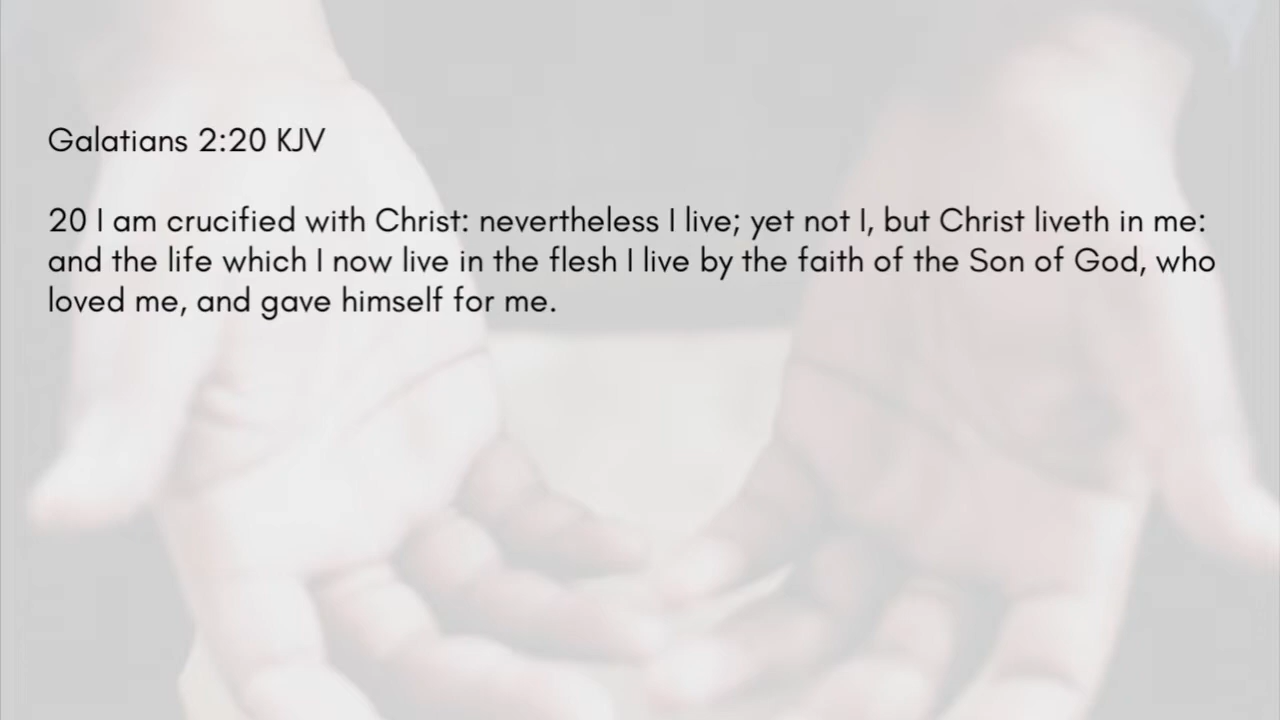 Galatians 2:20 KJV
20 I am crucified with Christ: nevertheless I live; yet not I, but Christ liveth in me:
and the life which I now live in the flesh I live by the faith of the Son of God, who
loved me, and gave himself for me.